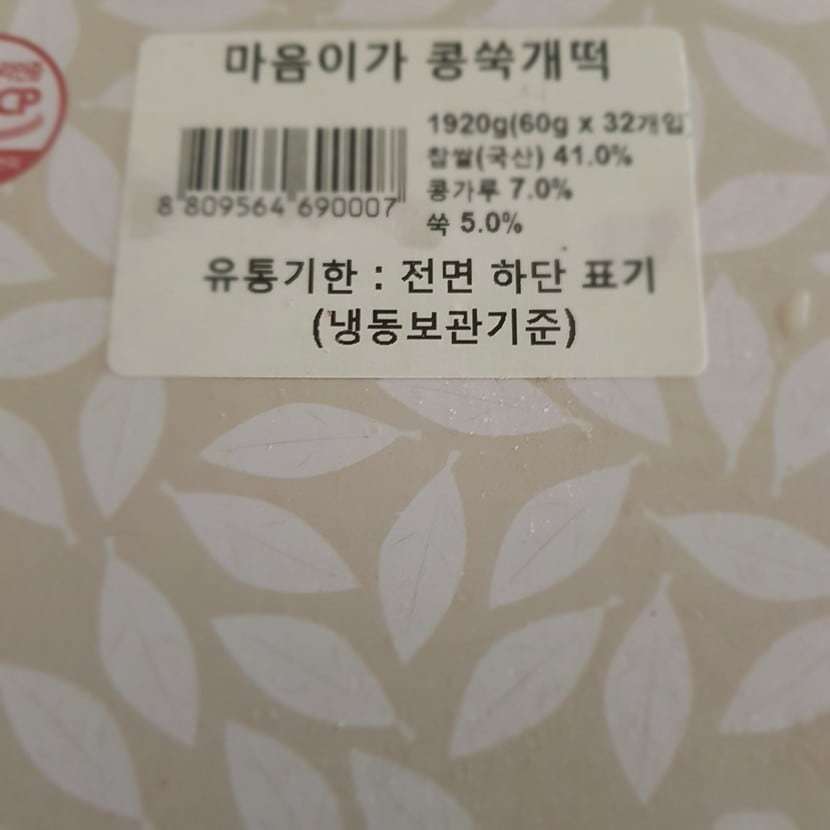 마음이가 콩쑥개떡
1920g(60g x 32개입)
찹쌀(국산) 41.0%
콩가루 7.0%
쑥 5.0%
8 809564 690007
유통기한 : 전면 하단 표기
(냉동보관기준)
CP